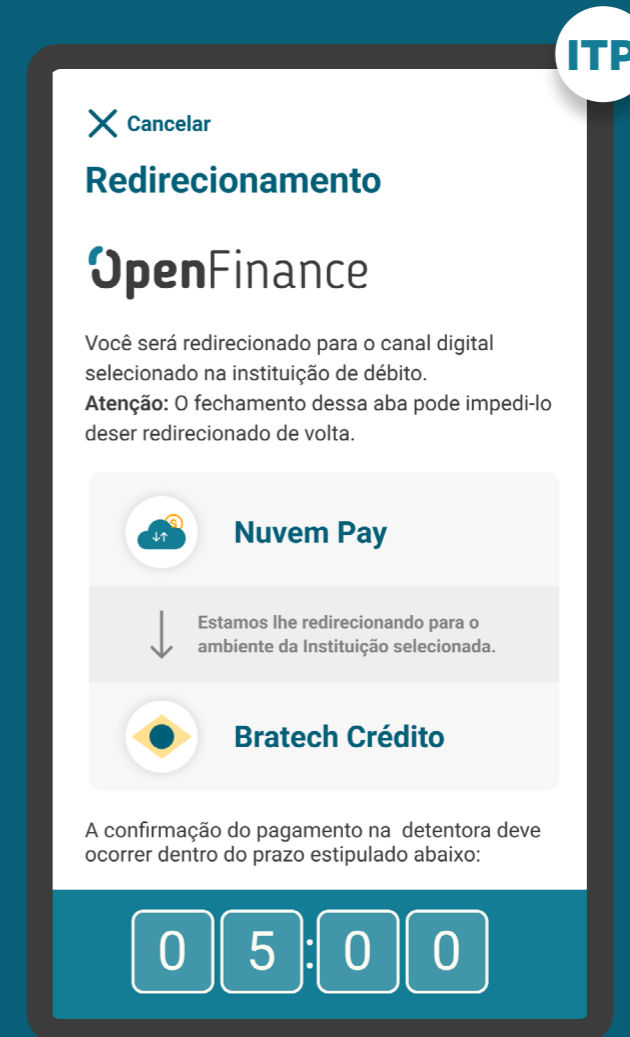 ITP
Cancelar
Redirecionamento
OpenFinance
Você será redirecionado para o canal digital
selecionado na instituição de débito.
Atenção: O fechamento dessa aba pode impedi-lo
deser redirecionado de volta.
Nuvem Pay
Estamos lhe redirecionando para o
ambiente da Instituição selecionada.
Bratech Crédito
A confirmação do pagamento na detentora deve
ocorrer dentro do prazo estipulado abaixo:
05:00